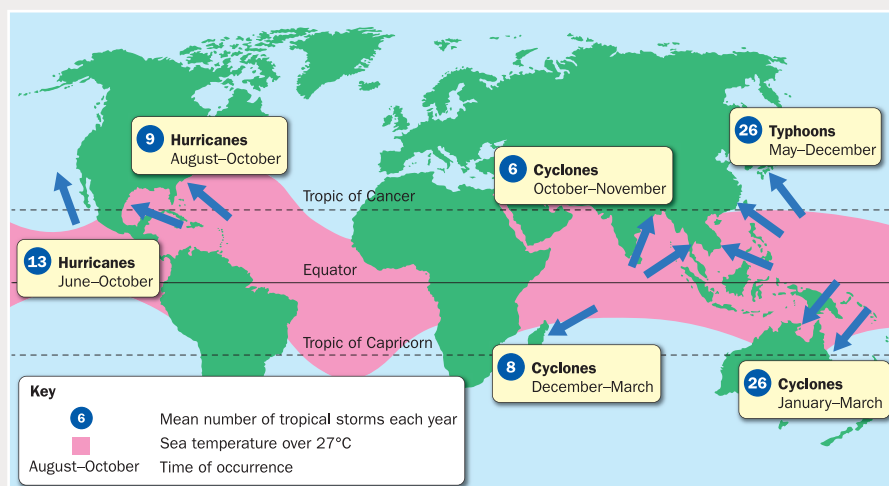 9 Hurricanes
August–October
6 Cyclones
October–November
26 Typhoons
May–December
Tropic of Cancer
13 Hurricanes
June–October
Equator
Tropic of Capricorn
8 Cyclones
December–March
26 Cyclones
January–March
Key
6 Mean number of tropical storms each year
Sea temperature over 27°C
August–October Time of occurrence